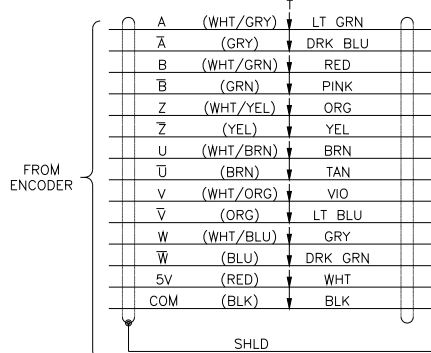 A (WHT/GRY) LT GRN
A̅ (GRY) DRK BLU
B (WHT/GRN) RED
B̅ (GRN) PINK
Z (WHT/YEL) ORG
Z̅ (YEL) YEL
U (WHT/BRN) BRN
U̅ (BRN) TAN
V (WHT/ORG) VIO
V̅ (ORG) LT BLU
W (WHT/BLU) GRY
W̅ (BLU) DRK GRN
5V (RED) WHT
COM (BLK) BLK
FROM
ENCODER
SHLD